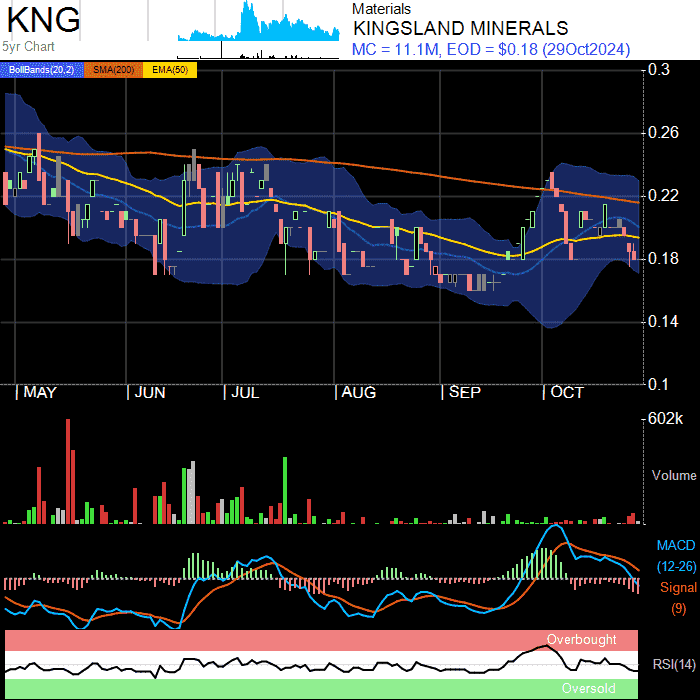 KNG
5yr Chart
Materials
KINGSLAND MINERALS
MC = 11.1M, EOD = $0.18 (29Oct2024)
BollBands(20,2) SMA(200) EMA(50)
0.3
0.26
0.22
0.18
0.14
0.1
MAY JUN JUL AUG SEP OCT
602k
Volume
MACD
(12-26)
Signal
(9)
Overbought
RSI(14)
Oversold